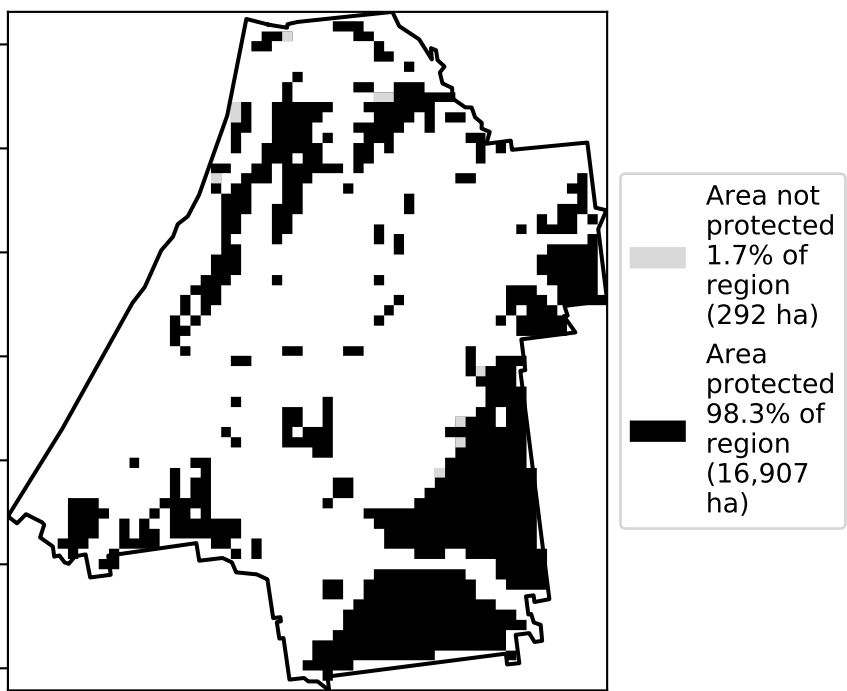 Area not
protected
1.7% of
region
(292 ha)
Area
protected
98.3% of
region
(16,907
ha)